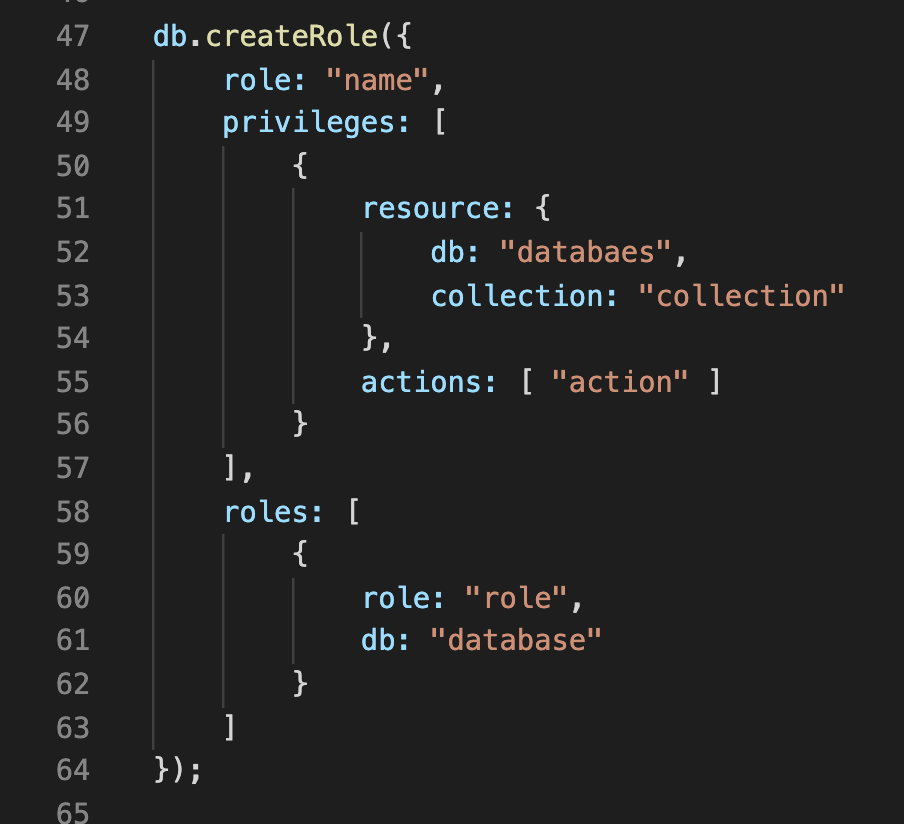 47 db.createRole({
48 role: "name",
49 privileges: [
50 {
51 resource: {
52 db: "databaes",
53 collection: "collection"
54 },
55 actions: [ "action" ]
56 }
57 ],
58 roles: [
59 {
60 role: "role",
61 db: "database"
62 }
63 ]
64 });
65